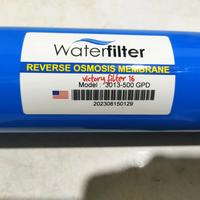 Waterfilter
REVERSE OSMOSIS MEMBRANE
victory filter 16
Model : 3013-500 GPD
202308150129